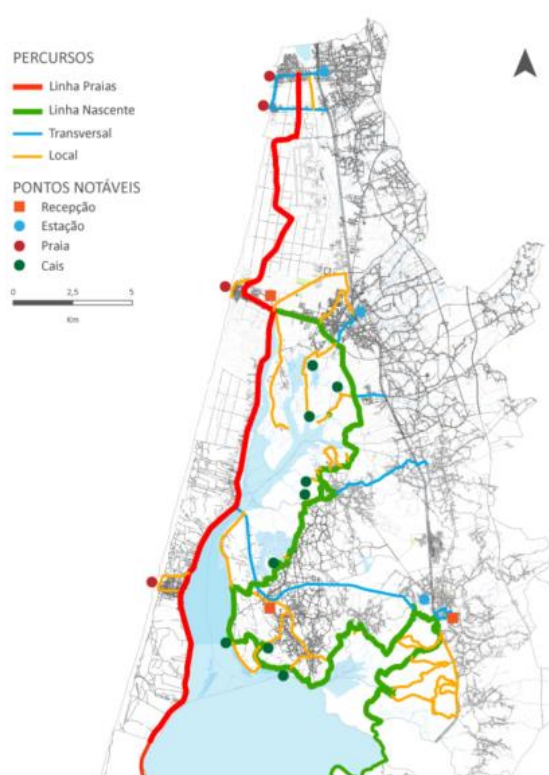 PERCURSOS
Linha Praias
Linha Nascente
Transversal
Local
PONTOS NOTÁVEIS
Recepção
Estação
Praia
Cais
0 2,5 5
Km